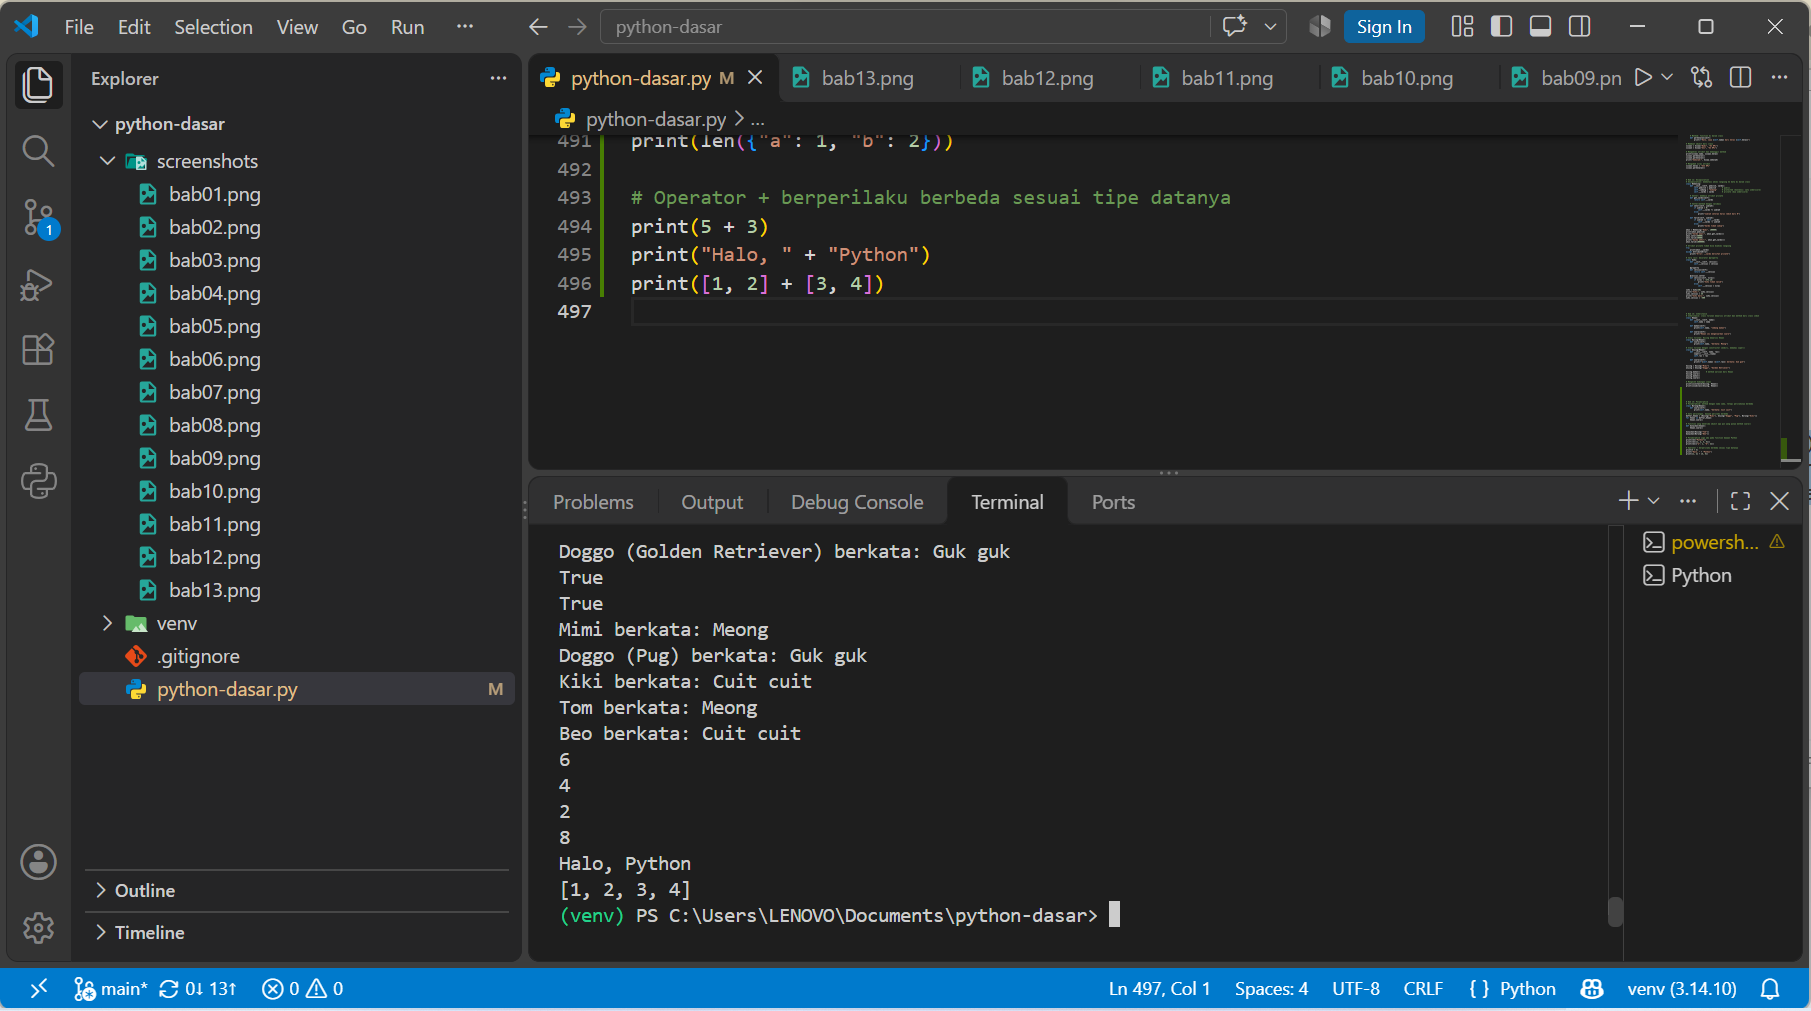 File Edit Selection View Go Run ...
python-dasar
Sign In
Explorer
python-dasar
screenshots
bab01.png
bab02.png
bab03.png
bab04.png
bab05.png
bab06.png
bab07.png
bab08.png
bab09.png
bab10.png
bab11.png
bab12.png
bab13.png
venv
.gitignore
python-dasar.py M
Outline
Timeline
1
python-dasar.py M bab13.png bab12.png bab11.png bab10.png bab09.pn
python-dasar.py > ...
491 print(len({"a": 1, "b": 2}))
492
493 # Operator + berperilaku berbeda sesuai tipe datanya
494 print(5 + 3)
495 print("Halo, " + "Python")
496 print([1, 2] + [3, 4])
497
Problems Output Debug Console Terminal Ports
Doggo (Golden Retriever) berkata: Guk guk
True
True
Mimi berkata: Meong
Doggo (Pug) berkata: Guk guk
Kiki berkata: Cuit cuit
Tom berkata: Meong
Beo berkata: Cuit cuit
6
4
2
8
Halo, Python
[1, 2, 3, 4]
(venv) PS C:\Users\LENOVO\Documents\python-dasar>
powersh...
Python
main* 0↓ 13↑ 0 0
Ln 497, Col 1 Spaces: 4 UTF-8 CRLF { } Python venv (3.14.10)